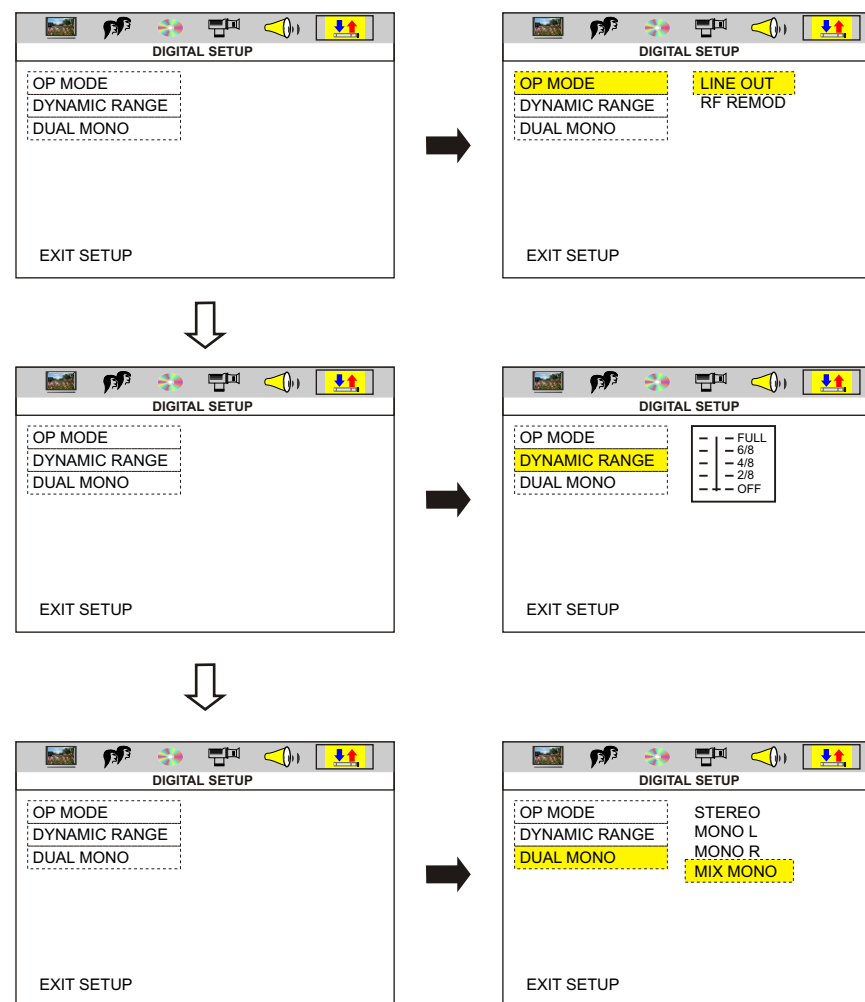 DIGITAL SETUP
OP MODE
DYNAMIC RANGE
DUAL MONO
EXIT SETUP
DIGITAL SETUP
OP MODE
DYNAMIC RANGE
DUAL MONO
LINE OUT
RF REMOD
EXIT SETUP
DIGITAL SETUP
OP MODE
DYNAMIC RANGE
DUAL MONO
EXIT SETUP
DIGITAL SETUP
OP MODE
DYNAMIC RANGE
DUAL MONO
FULL
6/8
4/8
2/8
OFF
EXIT SETUP
DIGITAL SETUP
OP MODE
DYNAMIC RANGE
DUAL MONO
EXIT SETUP
DIGITAL SETUP
OP MODE
DYNAMIC RANGE
DUAL MONO
STEREO
MONO L
MONO R
MIX MONO
EXIT SETUP